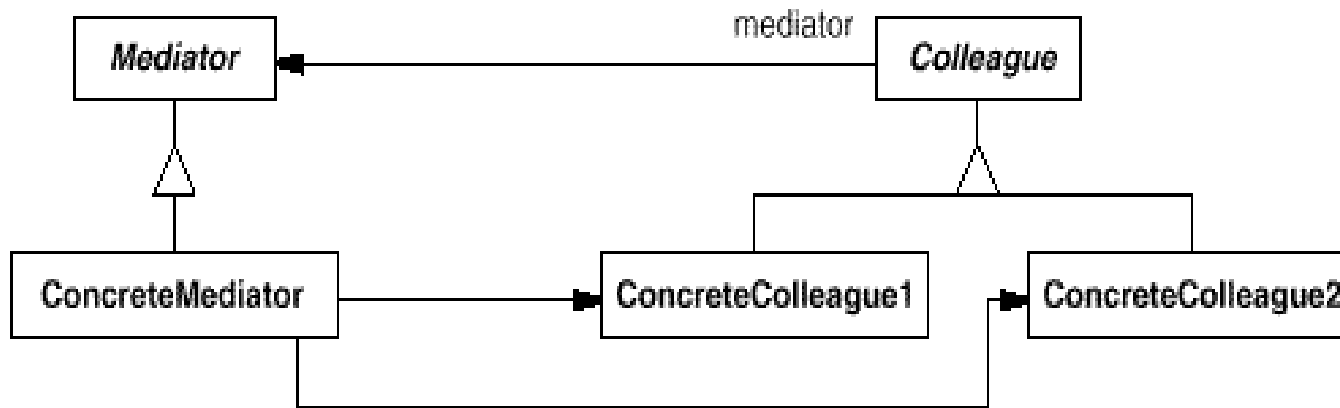 mediator
Mediator
Colleague
ConcreteMediator
ConcreteColleague1
ConcreteColleague2